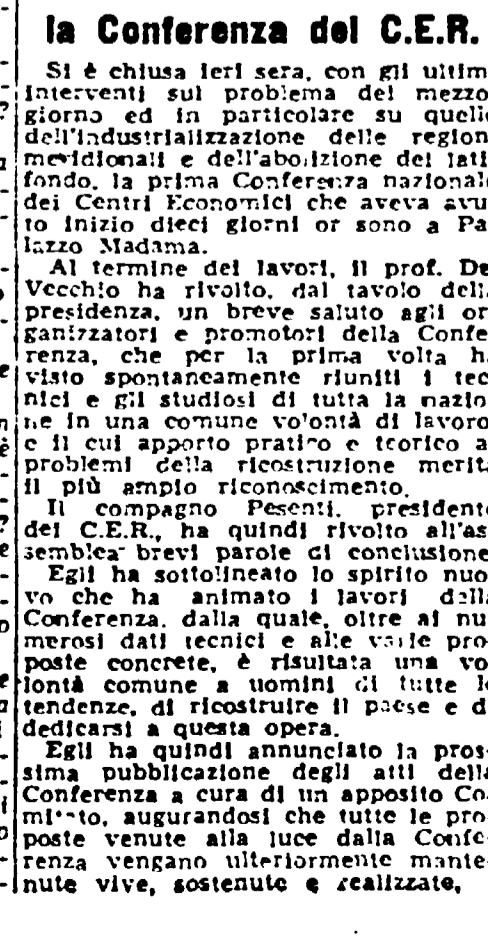 la Conferenza del C.E.R.
Si è chiusa ieri sera, con gli ultim
interventi sul problema del mezzo
giorno ed in particolare su quell
dell'industrializzazione delle region
meridionali e dell'abolizione del lati
fondo, la prima Conferenza nazional
dei Centri Economici che aveva avu
to inizio dieci giorni or sono a Pa
lazzo Madama.
Al termine dei lavori, il prof. De
Vecchio ha rivolto, dal tavolo dell
presidenza, un breve saluto agli or
ganizzatori e promotori della Confe
renza, che per la prima volta h
visto spontaneamente riuniti i tec
nici e gli studiosi di tutta la nazio
ne in una comune volontà di lavoro
e il cui apporto pratico e teorico a
problemi della ricostruzione merit
il più ampio riconoscimento.
Il compagno Pesenti, president
del C.E.R., ha quindi rivolto all'as
semblea brevi parole di conclusione
Egli ha sottolineato lo spirito nuo
vo che ha animato i lavori della
Conferenza, dalla quale, oltre ai nu
merosi dati tecnici e alle varie pro
poste concrete, è risultata una vo
lontà comune a uomini di tutte l
tendenze, di ricostruire il paese e d
dedicarsi a questa opera.
Egli ha quindi annunciato la pros-
sima pubblicazione degli atti della
Conferenza a cura di un apposito Co-
mitato, augurandosi che tutte le pro-
poste venute alla luce dalla Confe-
renza vengano ulteriormente mante-
nute vive, sostenute e realizzate,